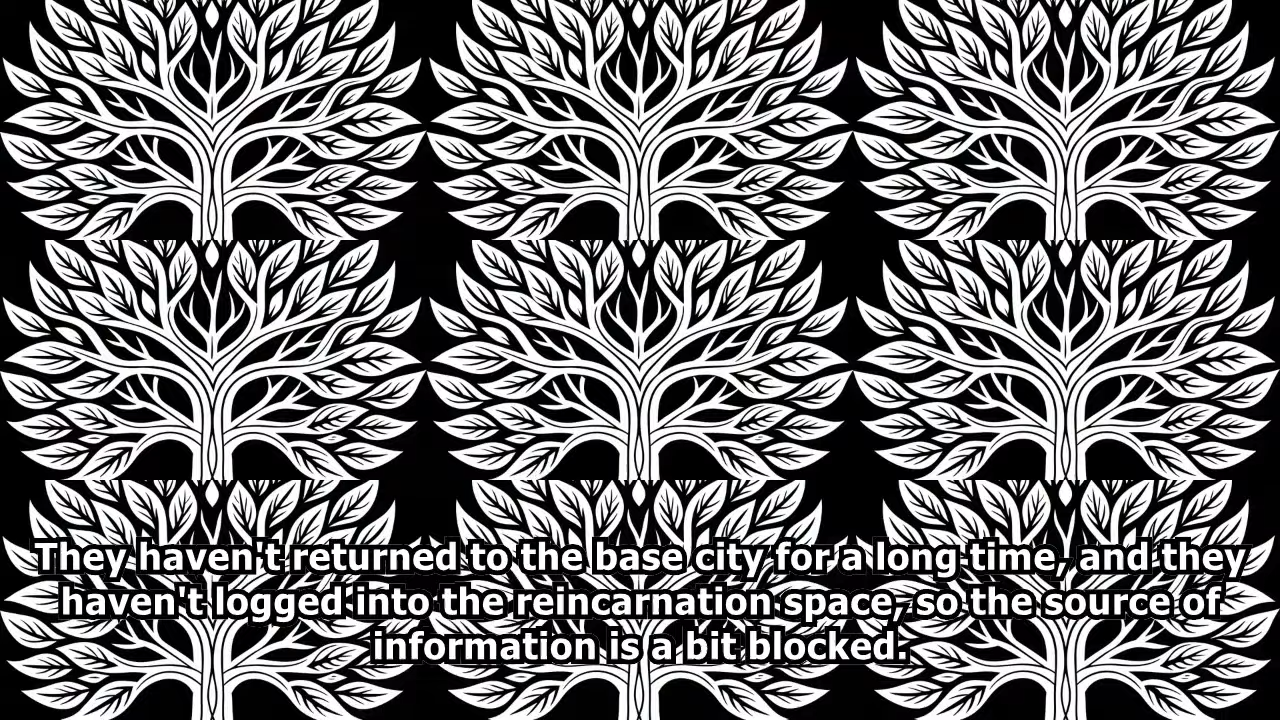 They haven't returned to the base city for a long time, and they
haven't logged into the reincarnation space, so the source of
information is a bit blocked.